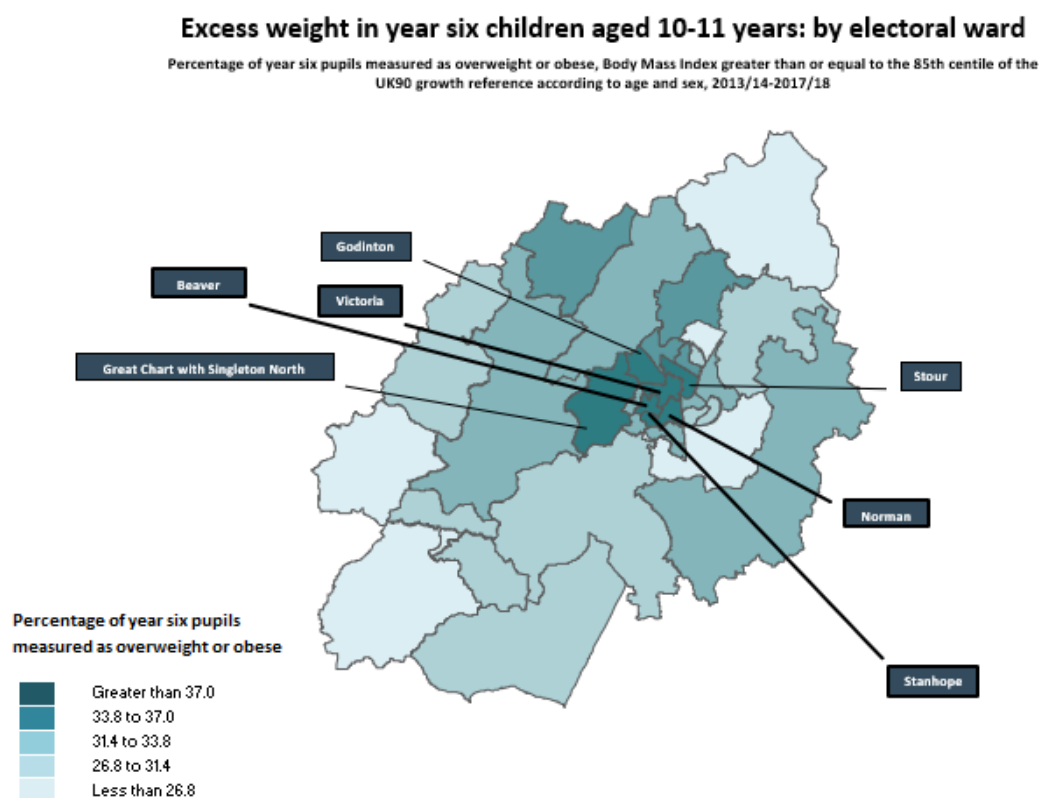 Excess weight in year six children aged 10-11 years: by electoral ward
Percentage of year six pupils measured as overweight or obese, Body Mass Index greater than or equal to the 85th centile of the
UK90 growth reference according to age and sex, 2013/14-2017/18
Godinton
Beaver
Victoria
Great Chart with Singleton North
Stour
Norman
Stanhope
Percentage of year six pupils
measured as overweight or obese
Greater than 37.0
33.8 to 37.0
31.4 to 33.8
26.8 to 31.4
Less than 26.8